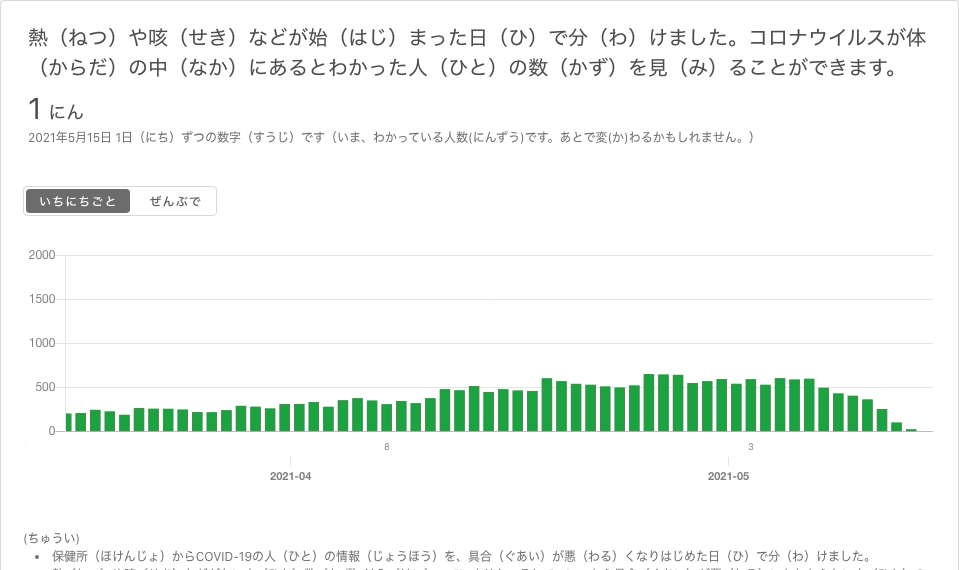 熱（ねつ）や咳（せき）などが始（はじ）まった日（ひ）で分（わ）けました。コロナウイルスが体
（からだ）の中（なか）にあるとわかった人（ひと）の数（かず）を見（み）ることができます。
1 にん
2021年5月15日 1日（にち）ずつの数字（すうじ）です（いま、わかっている人数(にんずう)です。あとで変(か)わるかもしれません。）
いちにちごと ぜんぶで
2000
1500
1000
500
0
8 3
2021-04 2021-05
(ちゅうい)
• 保健所（ほけんじょ）からCOVID-19の人（ひと）の情報（じょうほう）を、具合（ぐあい）が悪（わる）くなりはじめた日（ひ）で分（わ）けました。